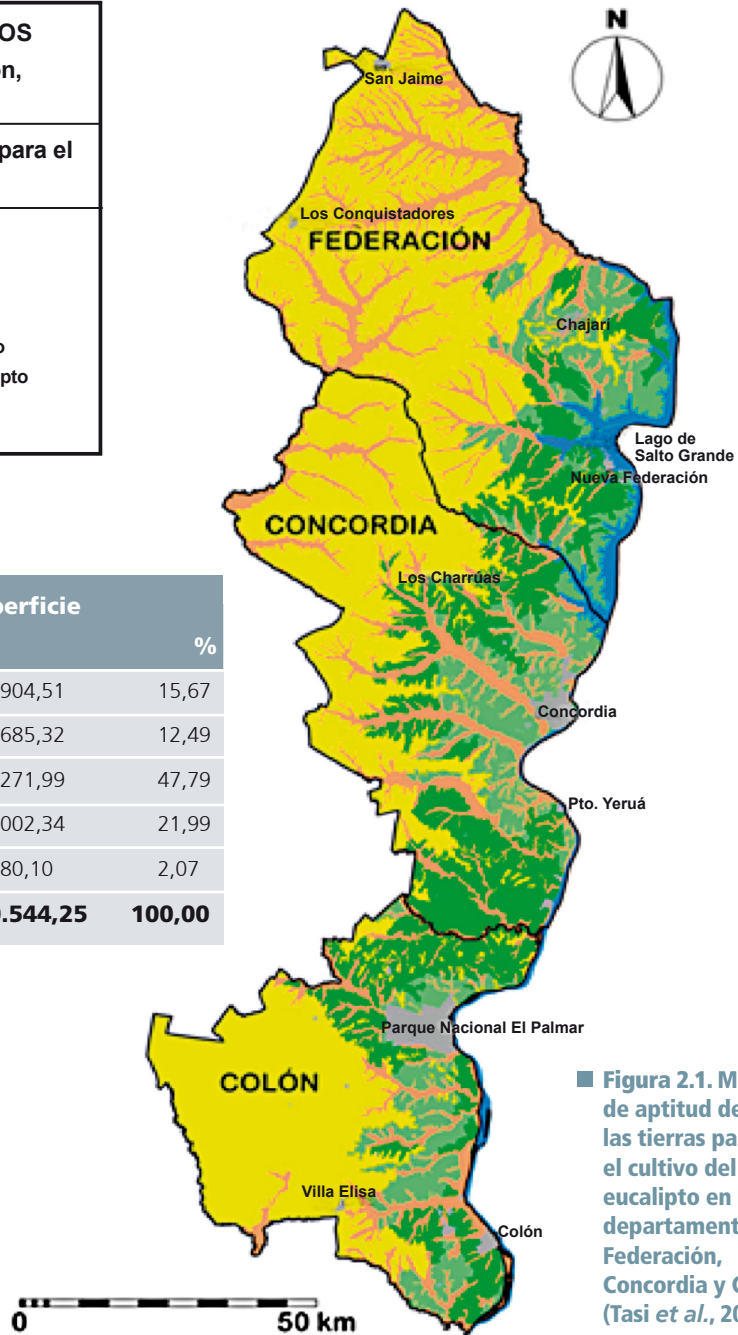 OS
ón,
para el
o
pto
N
San Jaime
Los Conquistadores
FEDERACIÓN
Chajarí
Lago de
Salto Grande
Nueva Federación
CONCORDIA
Los Charrúas
Concordia
Pto. Yeruá
perficie
%
904,51 15,67
685,32 12,49
271,99 47,79
002,34 21,99
80,10 2,07
.544,25 100,00
Parque Nacional El Palmar
COLÓN
Villa Elisa
Colón
0 50 km
Figura 2.1. M
de aptitud de
las tierras pa
el cultivo del
eucalipto en
departament
Federación,
Concordia y C
(Tasi et al., 20